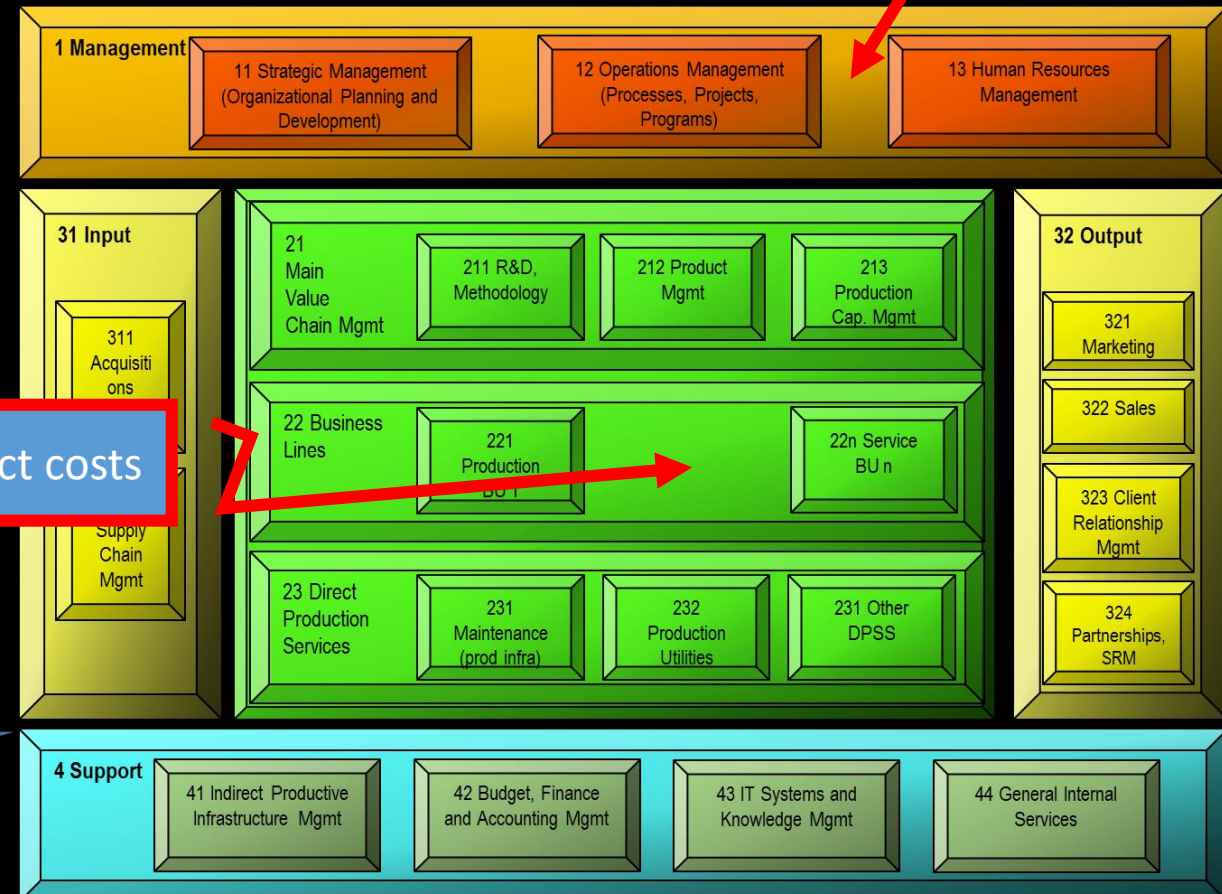 1 Management
11 Strategic Management
(Organizational Planning and
Development)
12 Operations Management
(Processes, Projects,
Programs)
13 Human Resources
Management
31 Input
311
Acquisiti
ons
Supply
Chain
Mgmt
ct costs
21
Main
Value
Chain Mgmt
211 R&D,
Methodology
212 Product
Mgmt
213
Production
Cap. Mgmt
22 Business
Lines
221
Production
22n Service
BU n
23 Direct
Production
Services
231
Maintenance
(prod infra)
232
Production
Utilities
231 Other
DPSS
32 Output
321
Marketing
322 Sales
323 Client
Relationship
Mgmt
324
Partnerships,
SRM
4 Support
41 Indirect Productive
Infrastructure Mgmt
42 Budget, Finance
and Accounting Mgmt
43 IT Systems and
Knowledge Mgmt
44 General Internal
Services